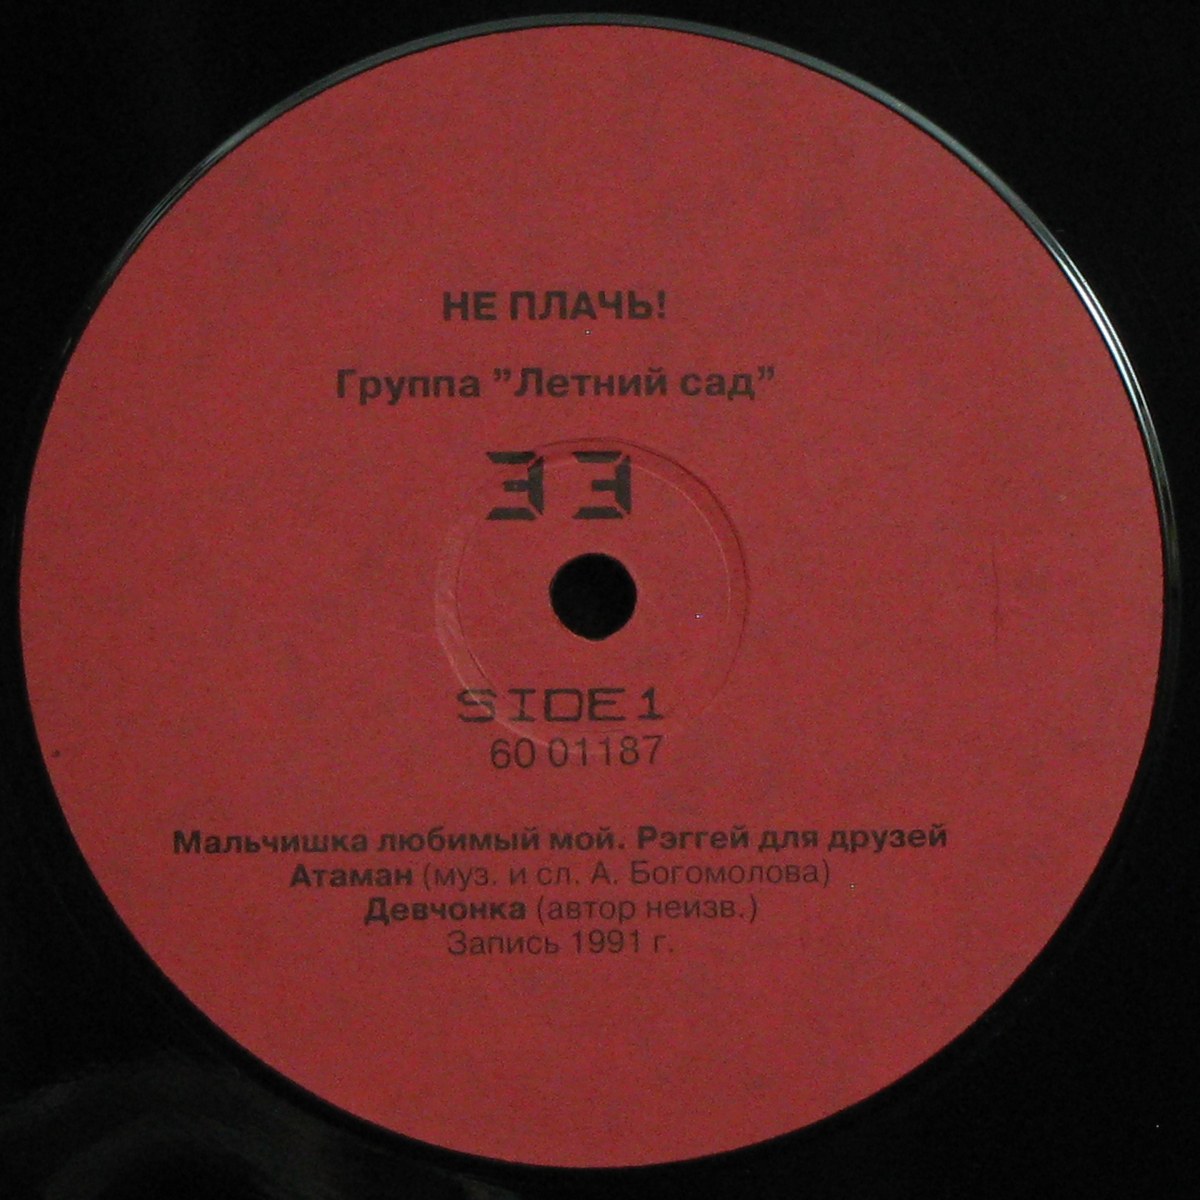 НЕ ПЛАЧЬ!
Группа ”Летний сад”
33
SIDE 1
60 01187
Мальчишка любимый мой. Рэггей для друзей
Атаман (муз. и сл. А. Богомолова)
Девчонка (автор неизв.)
Запись 1991 г.